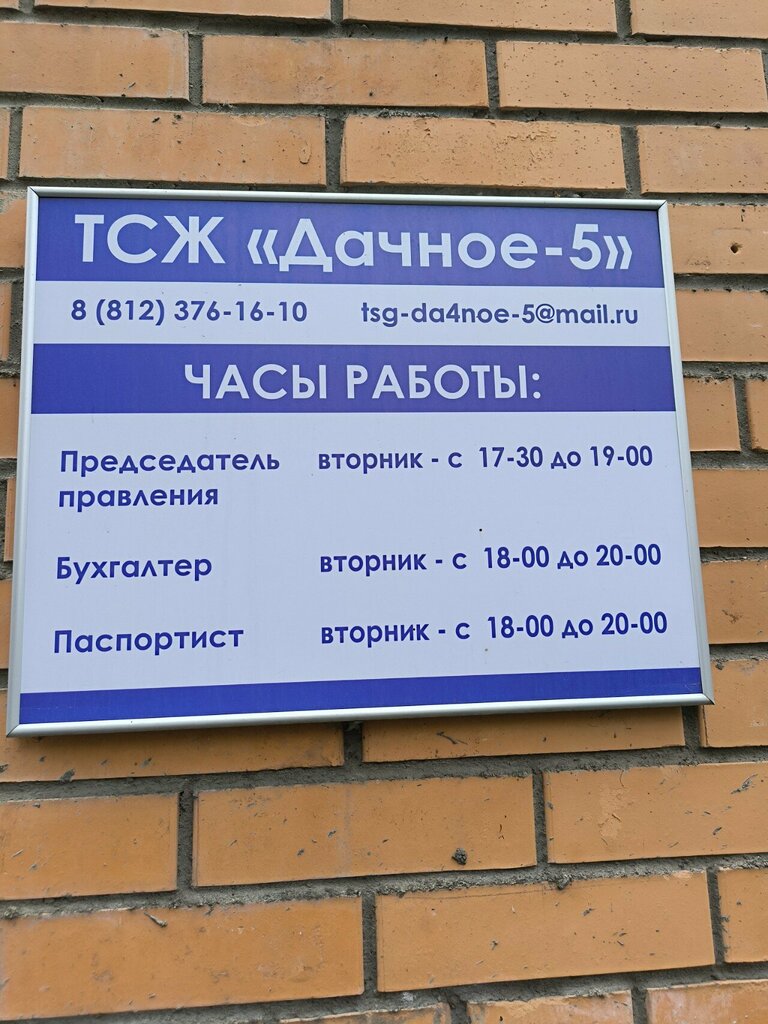 ТСЖ «Дачное-5»
8 (812) 376-16-10 tsg-da4noe-5@mail.ru
ЧАСЫ РАБОТЫ:
Председатель вторник - с 17-30 до 19-00
правления
Бухгалтер вторник - с 18-00 до 20-00
Паспортист вторник - с 18-00 до 20-00